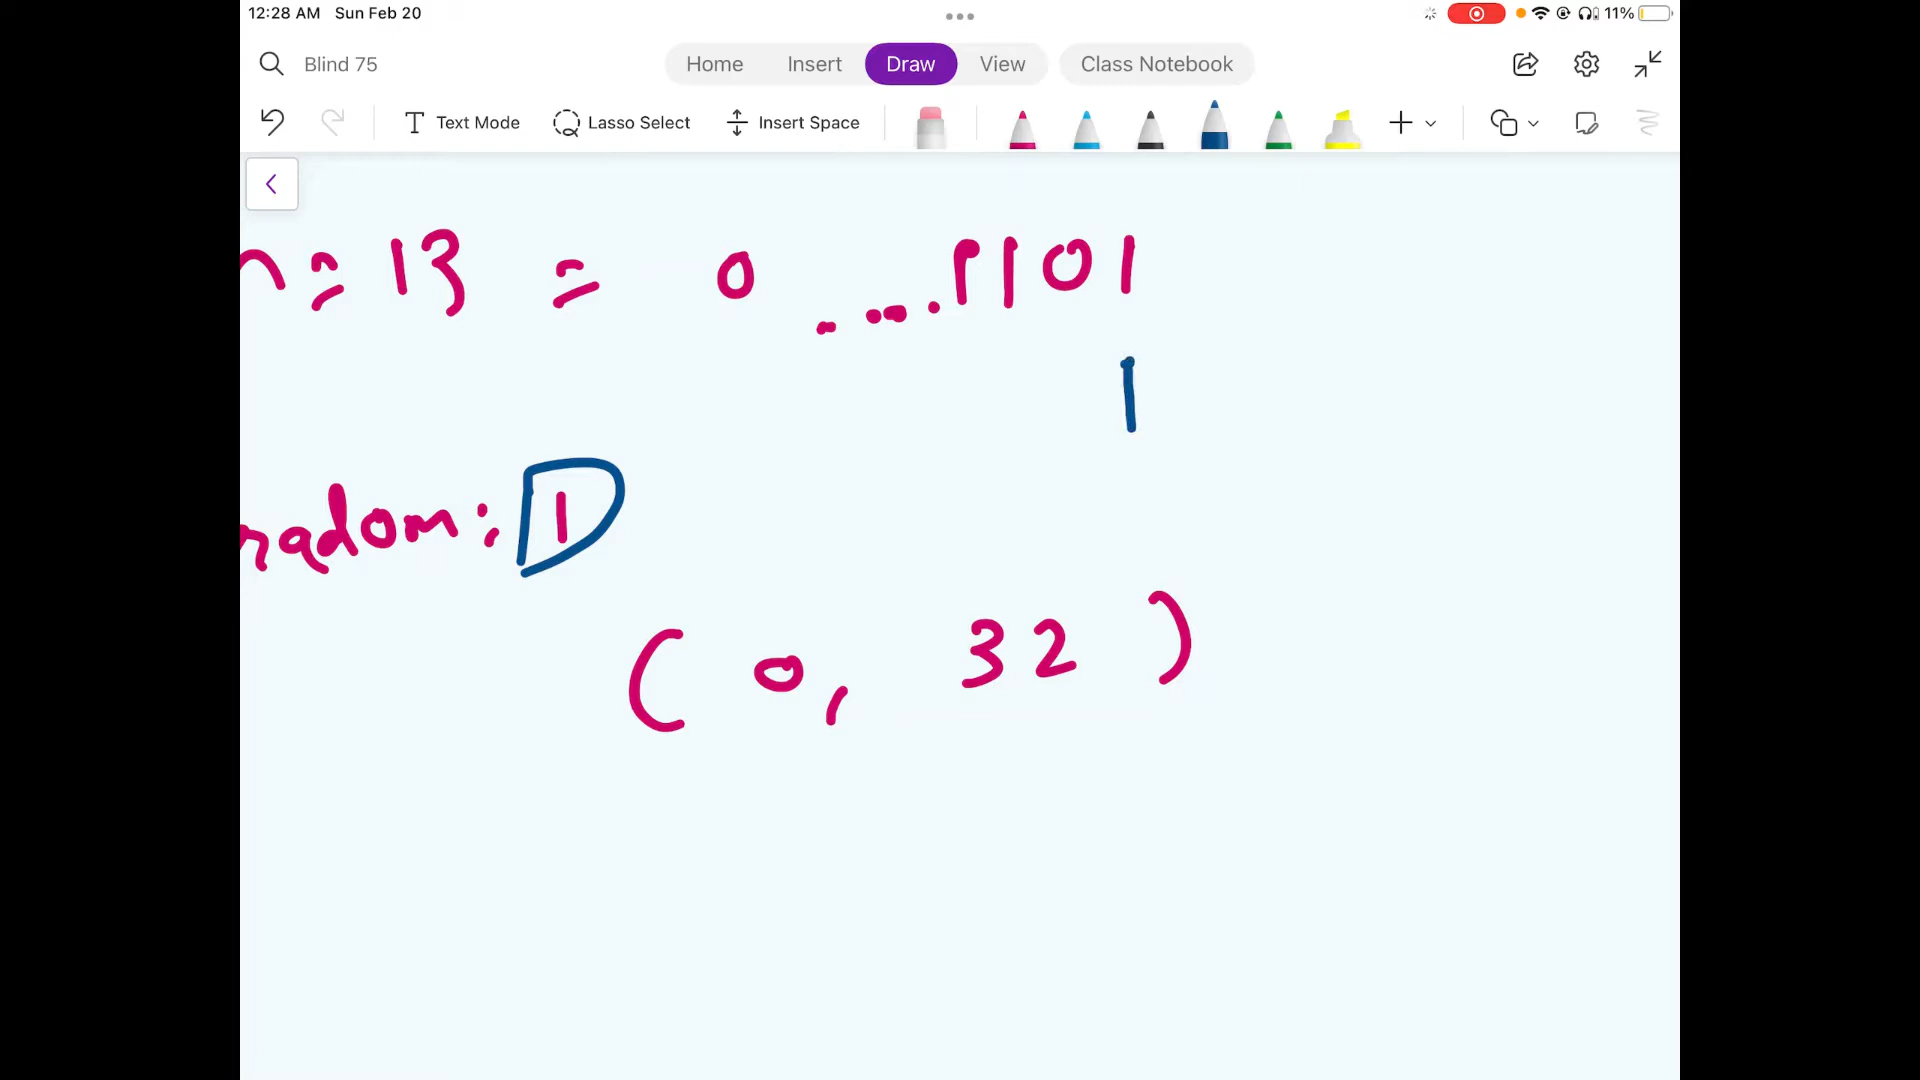 12:28 AM Sun Feb 20
11%
Blind 75
Home Insert Draw View Class Notebook
T Text Mode Lasso Select Insert Space
n = 13 = 0 ....1101
1
radom: 1
( 0, 32 )